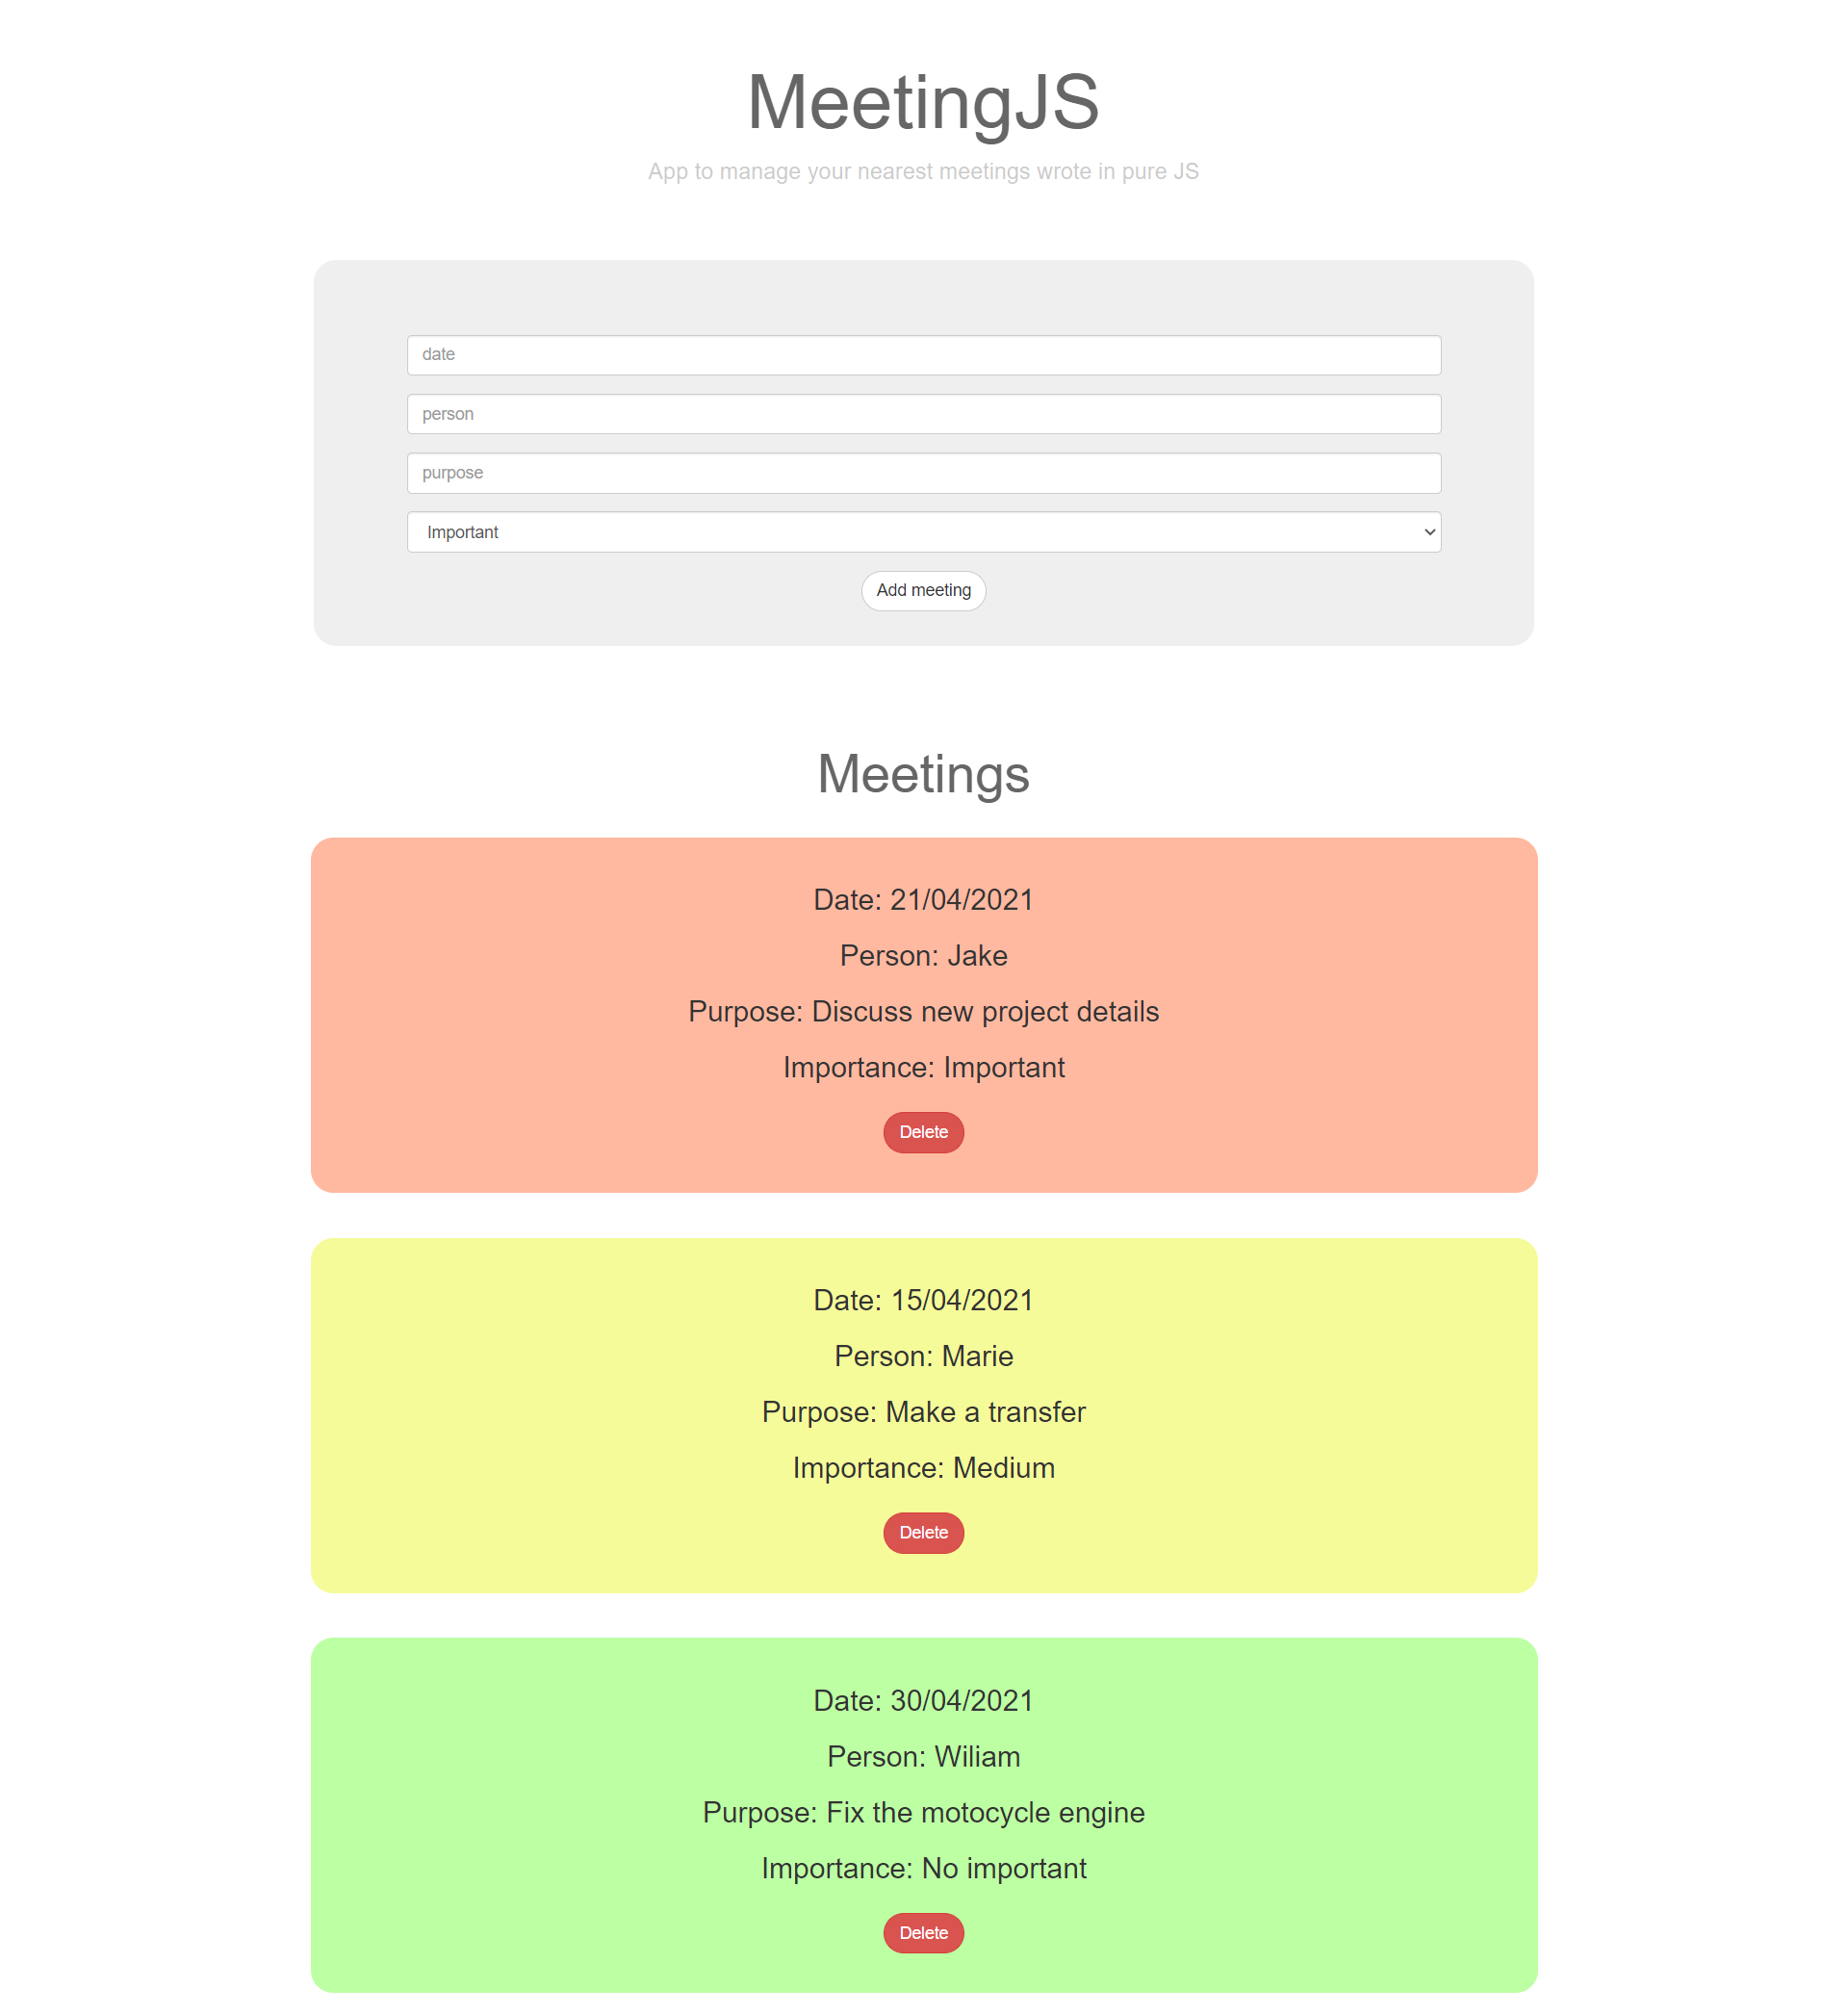 MeetingJS
App to manage your nearest meetings wrote in pure JS
date
person
purpose
Important
Add meeting
Meetings
Date: 21/04/2021
Person: Jake
Purpose: Discuss new project details
Importance: Important
Delete
Date: 15/04/2021
Person: Marie
Purpose: Make a transfer
Importance: Medium
Delete
Date: 30/04/2021
Person: Wiliam
Purpose: Fix the motocycle engine
Importance: No important
Delete